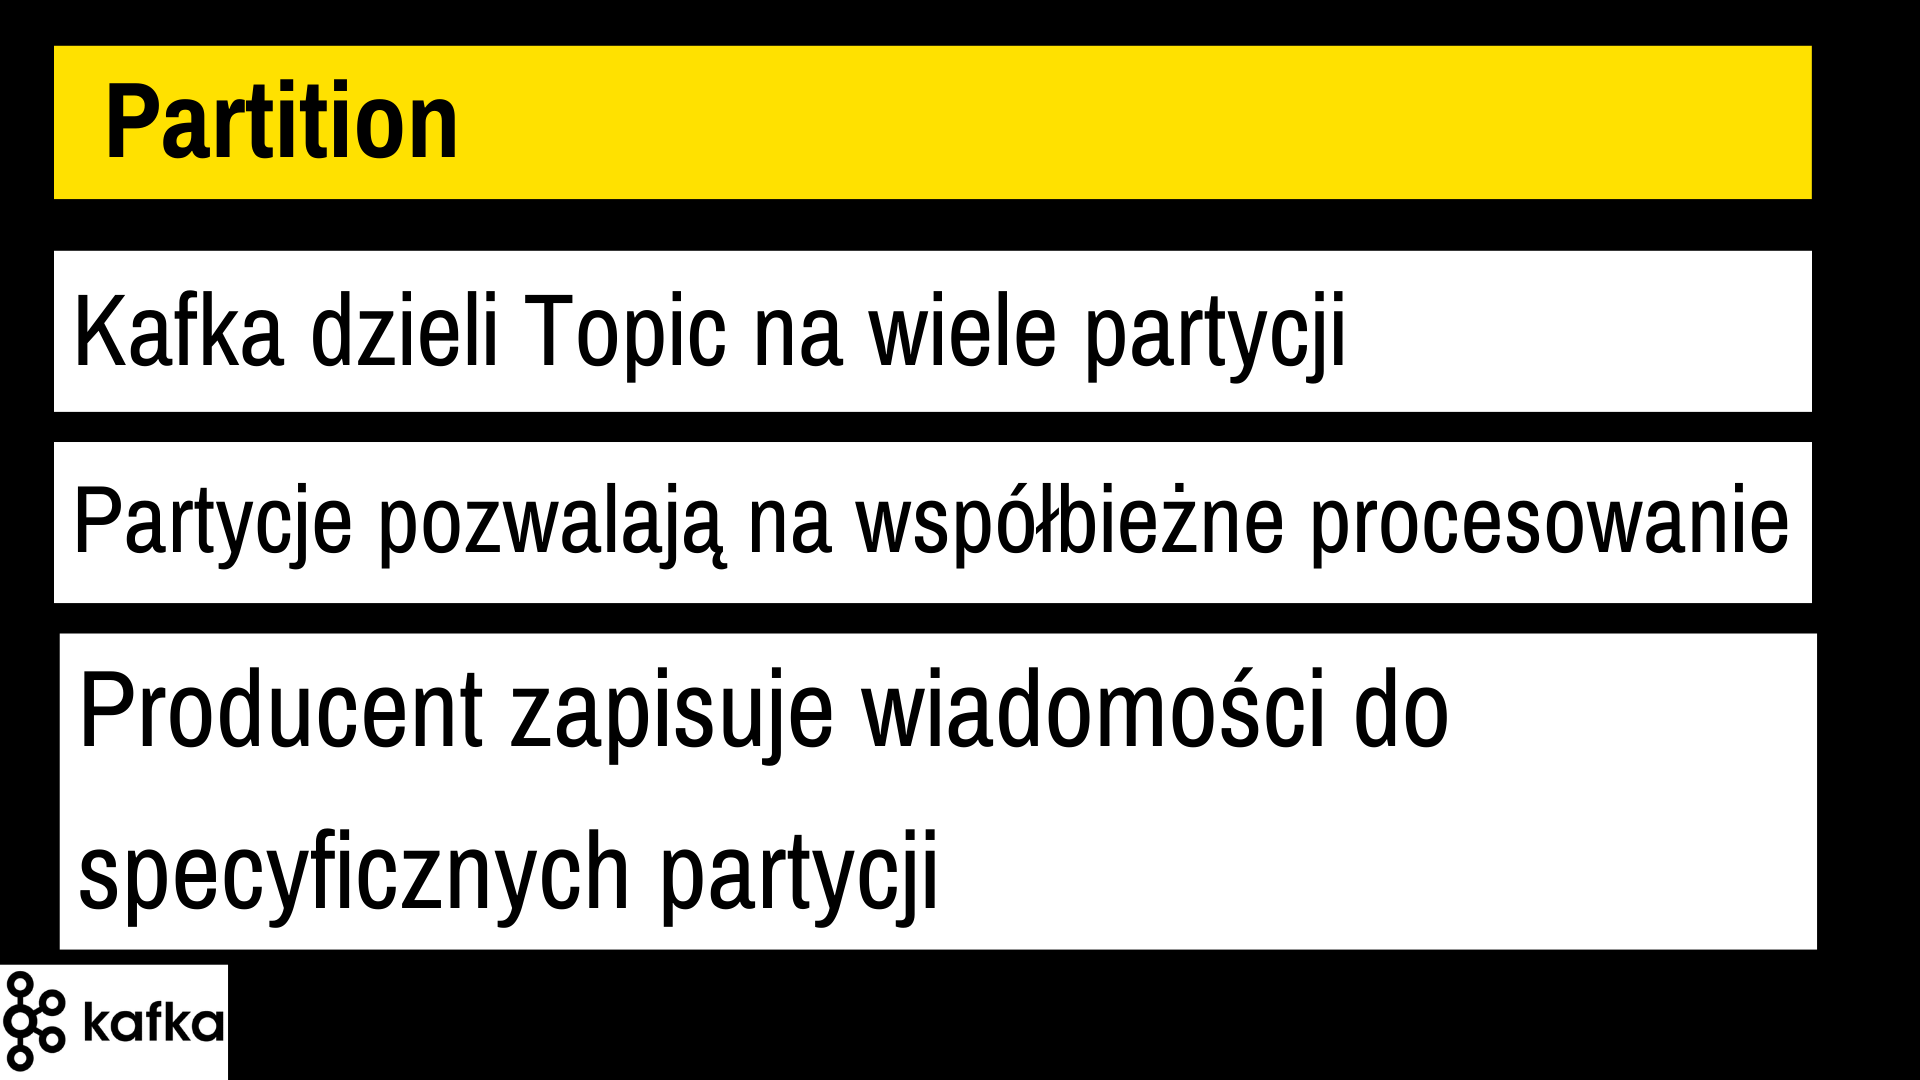 Partition
Kafka dzieli Topic na wiele partycji
Partycje pozwalają na współbieżne procesowanie
Producent zapisuje wiadomości do
specyficznych partycji
kafka